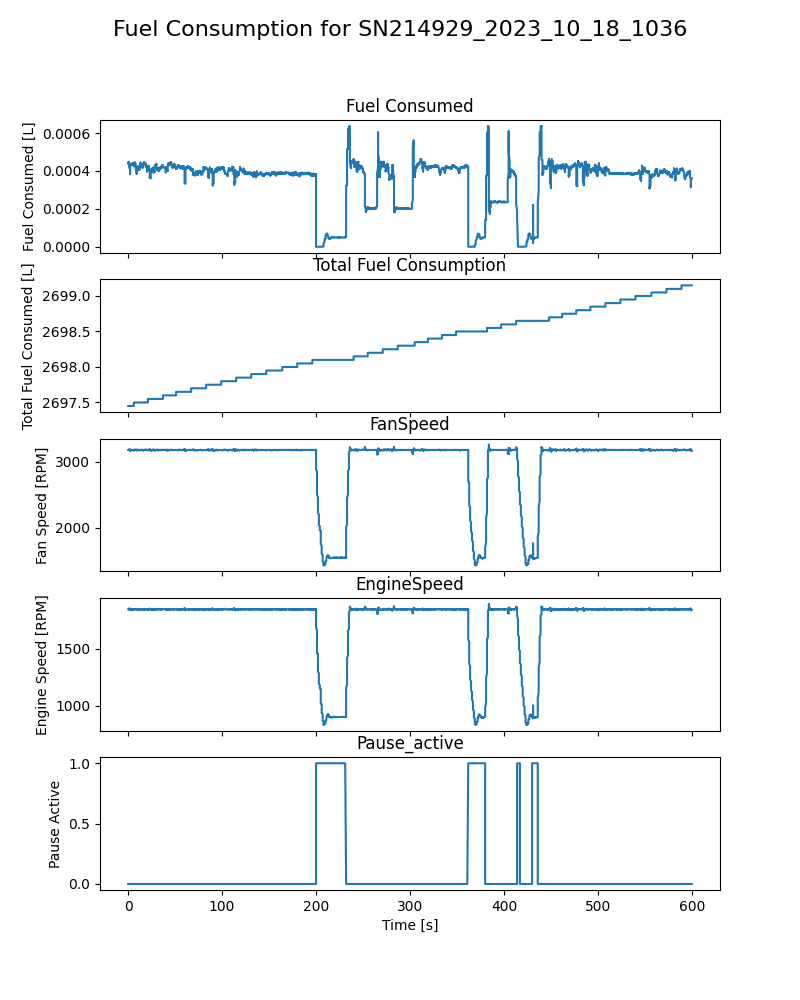 Fuel Consumption for SN214929_2023_10_18_1036
Fuel Consumed
Fuel Consumed [L]
0.0006
0.0004
0.0002
0.0000
Total Fuel Consumption
Total Fuel Consumed [L]
2699.0
2698.5
2698.0
2697.5
FanSpeed
Fan Speed [RPM]
3000
2000
EngineSpeed
Engine Speed [RPM]
1500
1000
Pause_active
Pause Active
1.0
0.5
0.0
0 100 200 300 400 500 600
Time [s]